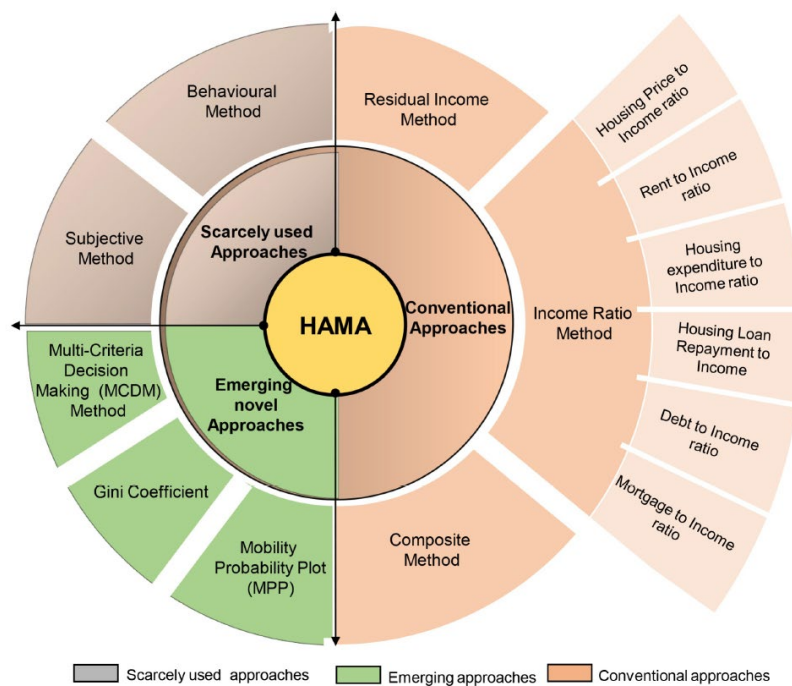 Behavioural
Method
Residual Income
Method
Housing Price to
Income ratio
Rent to Income
ratio
Subjective
Method
Scarcely used
Approaches
Housing
expenditure to
Income ratio
HAMA
Conventional
Approaches
Income Ratio
Method
Housing Loan
Repayment to
Income
Multi-Criteria
Decision
Making (MCDM)
Method
Emerging
novel
Approaches
Debt to Income
ratio
Gini Coefficient
Mortgage to Income
ratio
Mobility
Probability Plot
(MPP)
Composite
Method
Scarcely used approaches
Emerging approaches
Conventional approaches